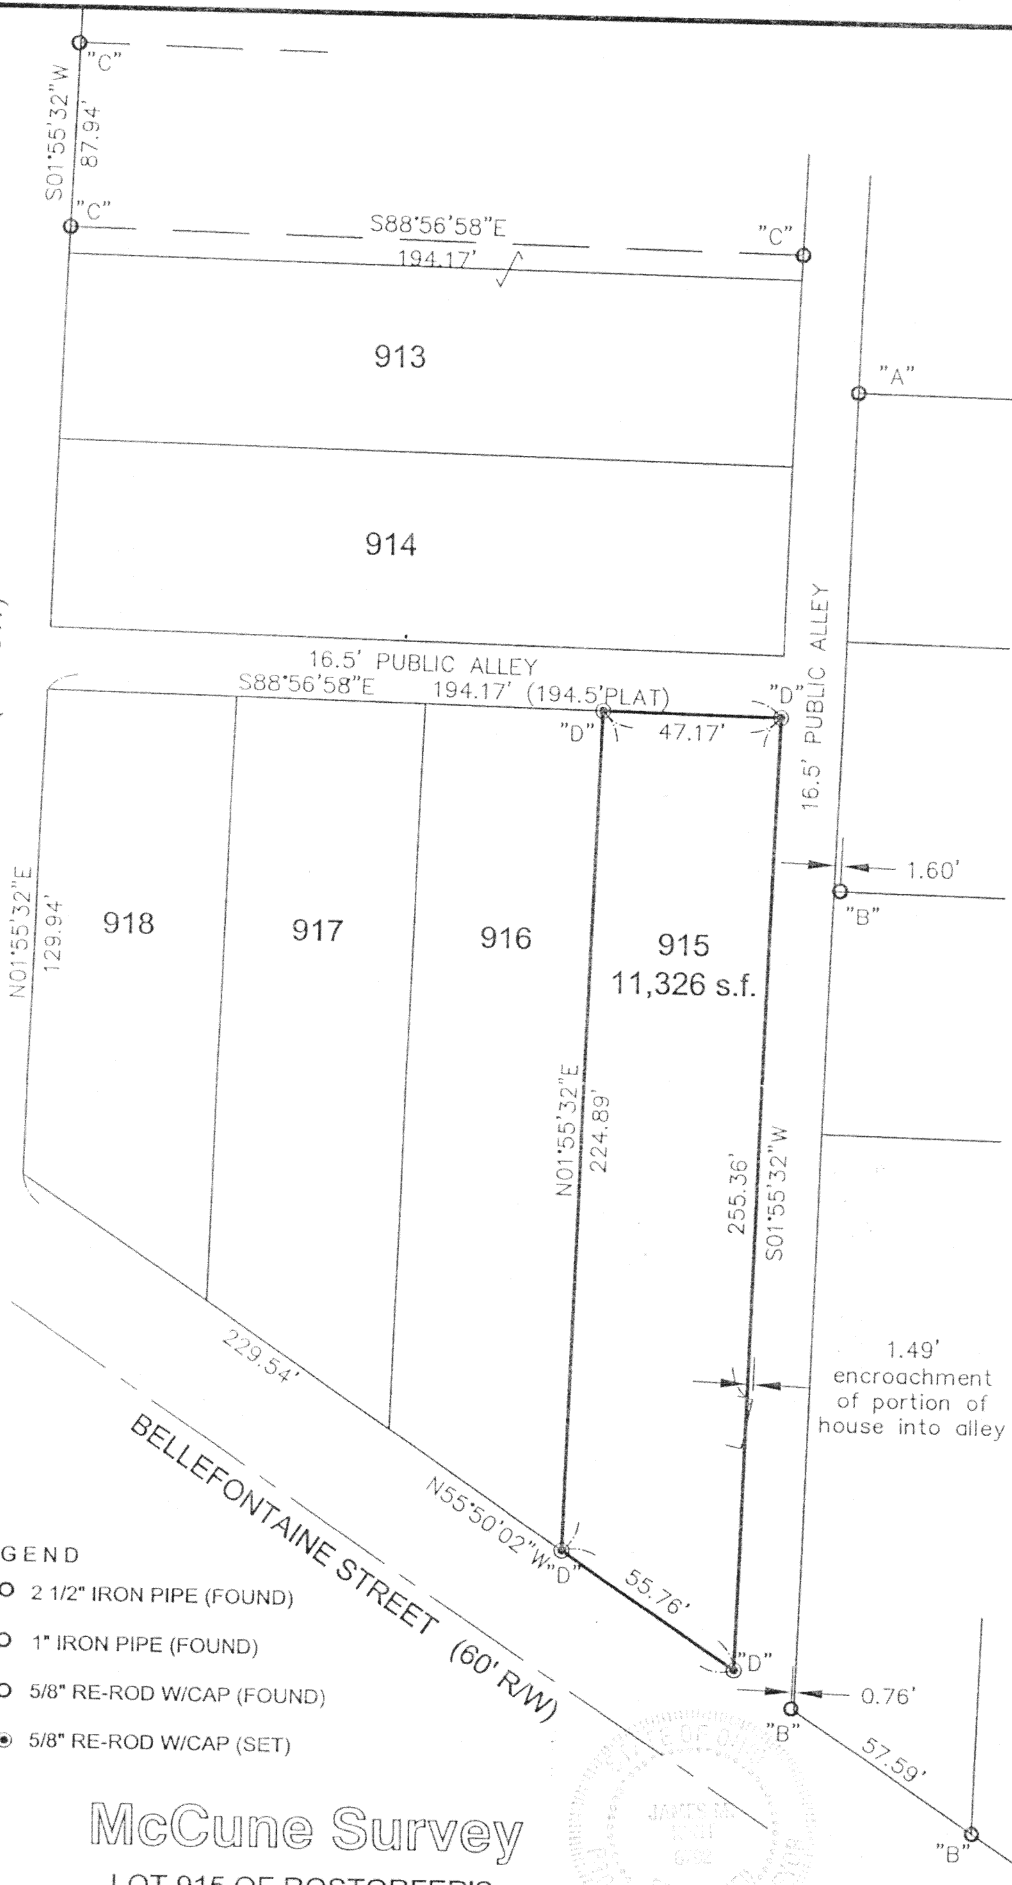 "C"
S01°55'32"W
87.94'
"C"
S88°56'58"E
194.17'
"C"
913
"A"
914
16.5' PUBLIC ALLEY
S88°56'58"E 194.17' (194.5'PLAT)
"D"
"D"
47.17'
16.5' PUBLIC ALLEY
1.60'
"B"
N01°55'32"E
129.94'
918
917
916
915
11,326 s.f.
N01°55'32"E
224.89'
255.36'
S01°55'32"W
1.49'
encroachment
of portion of
house into alley
229.54'
BELLEFONTAINE STREET (60' R/W)
N55°50'02"W
"D"
55.76'
"D"
0.76'
"B"
57.59'
"B"
GEND
2 1/2" IRON PIPE (FOUND)
1" IRON PIPE (FOUND)
5/8" RE-ROD W/CAP (FOUND)
5/8" RE-ROD W/CAP (SET)
McCune Survey
JAMES M.
LOT 915 OF